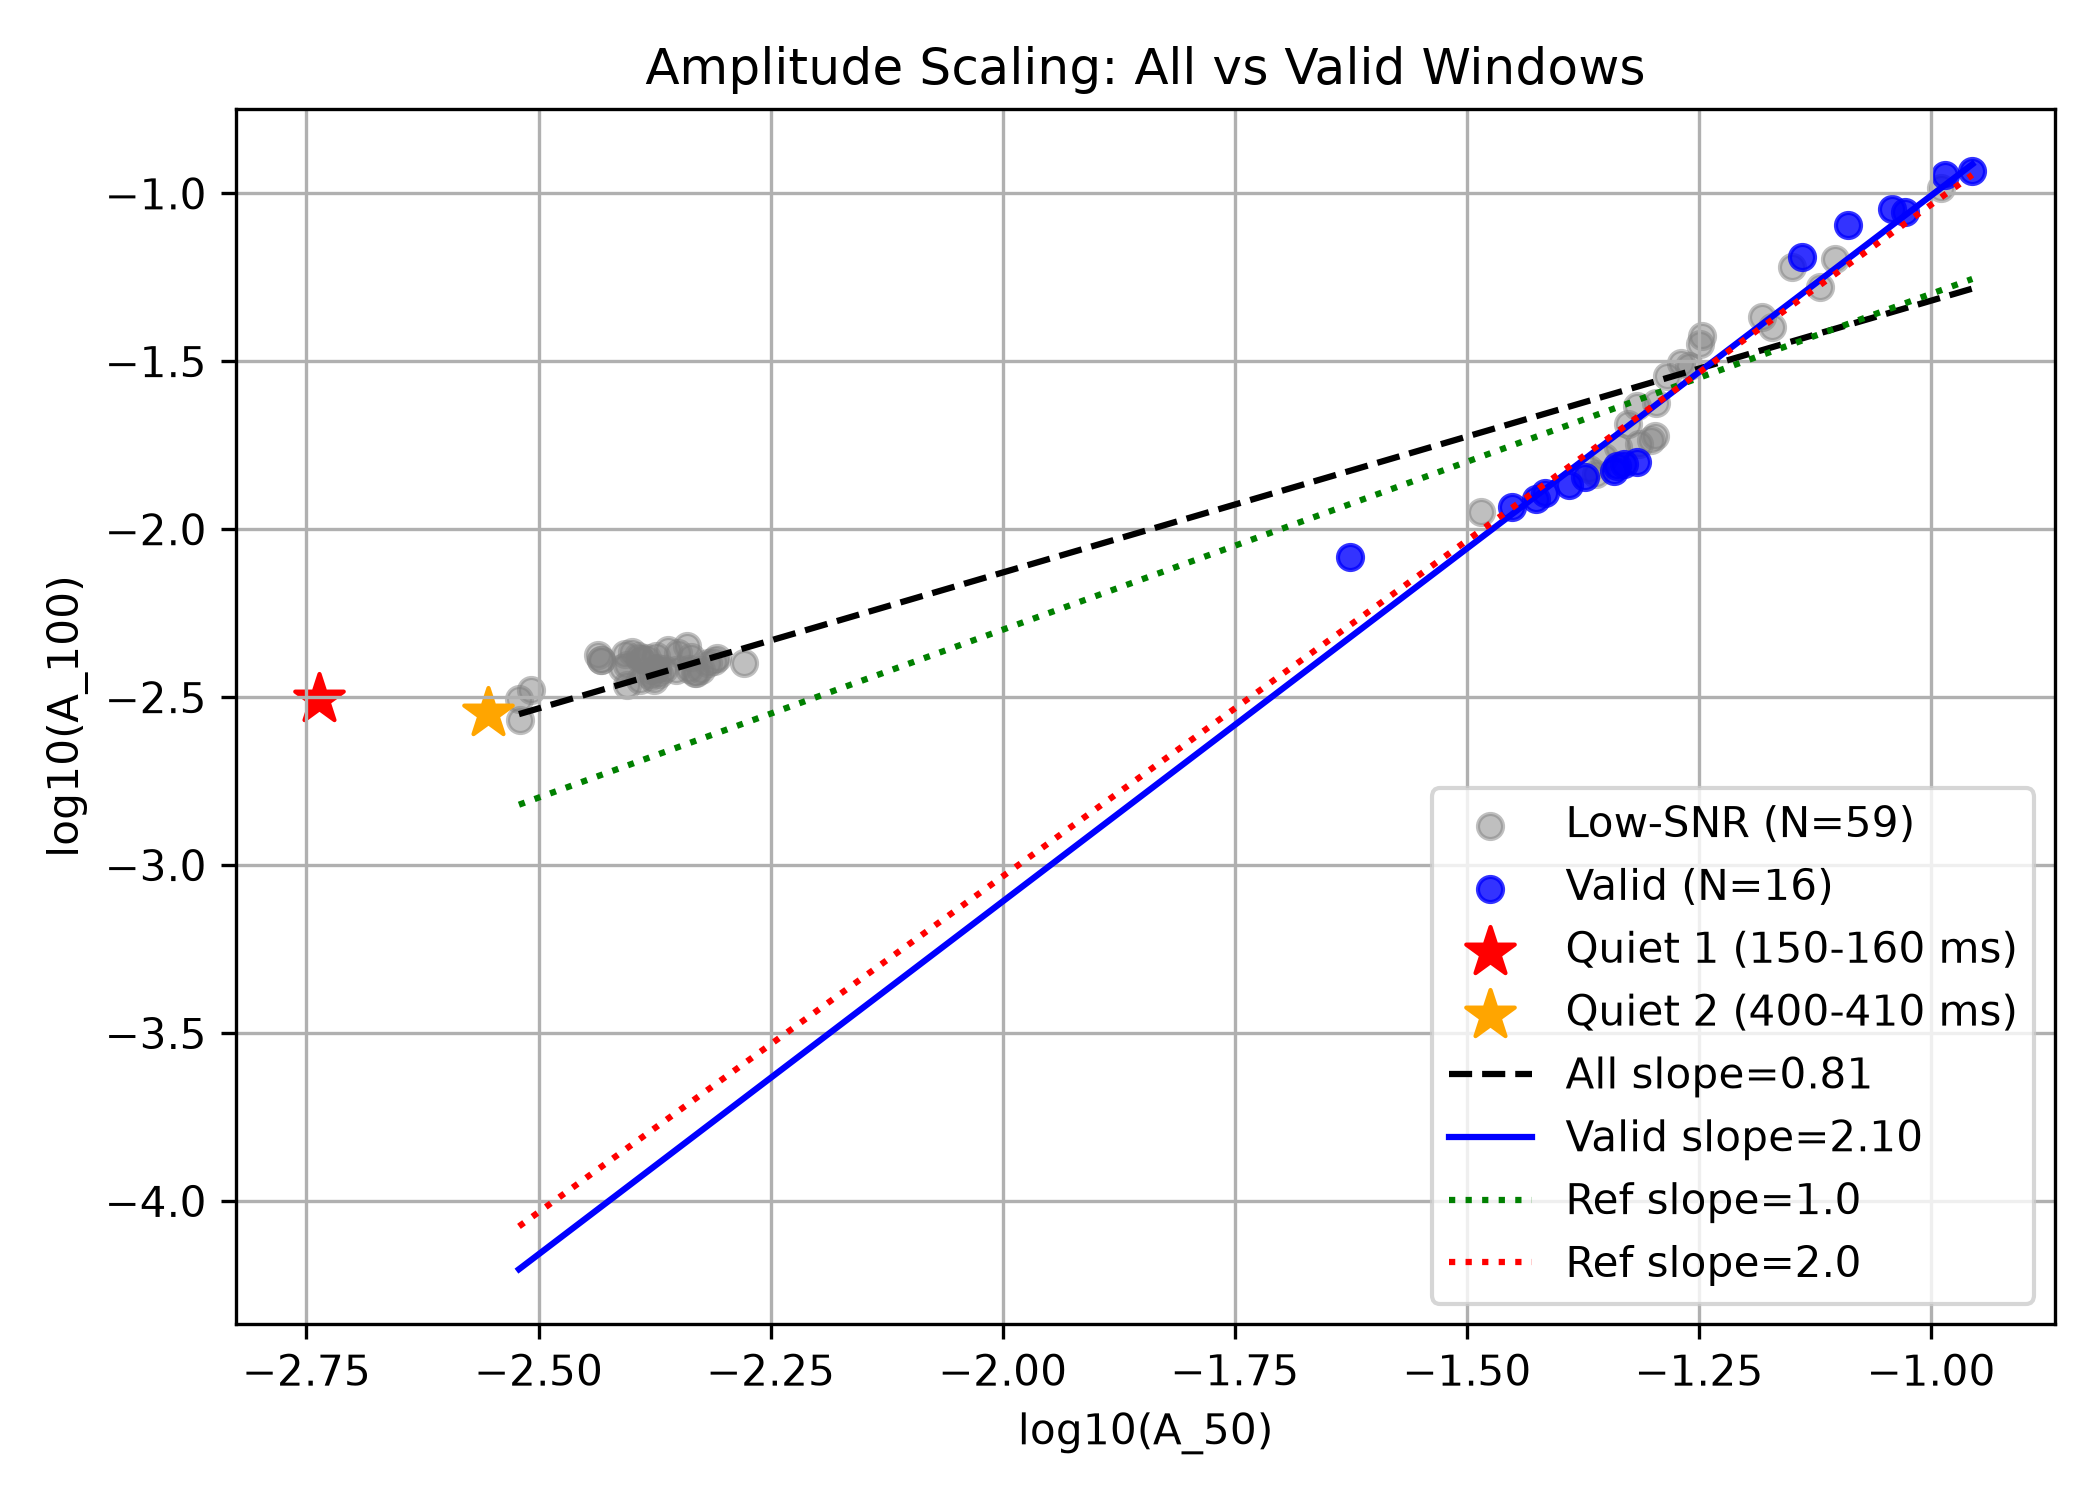 Amplitude Scaling: All vs Valid Windows
log10(A_100)
−1.0
−1.5
−2.0
−2.5
−3.0
−3.5
−4.0
Low-SNR (N=59)
Valid (N=16)
Quiet 1 (150-160 ms)
Quiet 2 (400-410 ms)
All slope=0.81
Valid slope=2.10
Ref slope=1.0
Ref slope=2.0
−2.75 −2.50 −2.25 −2.00 −1.75 −1.50 −1.25 −1.00
log10(A_50)